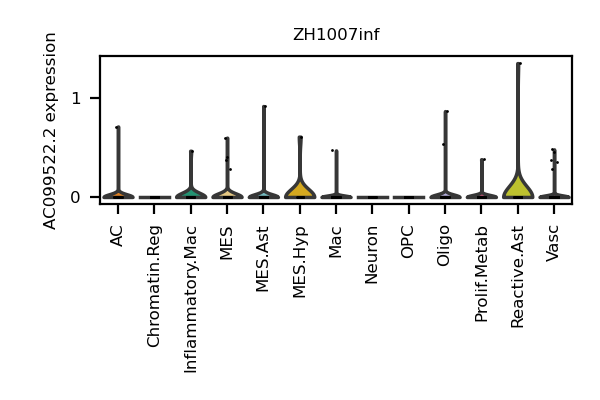 ZH1007inf
AC099522.2 expression
1
0
AC
Chromatin.Reg
Inflammatory.Mac
MES
MES.Ast
MES.Hyp
Mac
Neuron
OPC
Oligo
Prolif.Metab
Reactive.Ast
Vasc